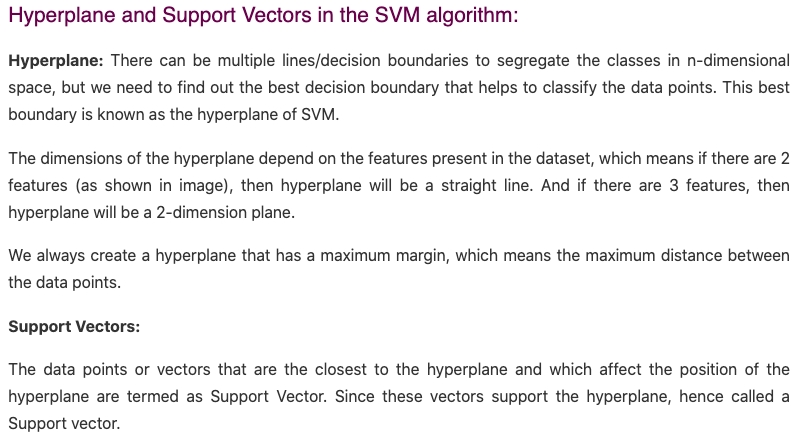 Hyperplane and Support Vectors in the SVM algorithm:
Hyperplane: There can be multiple lines/decision boundaries to segregate the classes in n-dimensional
space, but we need to find out the best decision boundary that helps to classify the data points. This best
boundary is known as the hyperplane of SVM.
The dimensions of the hyperplane depend on the features present in the dataset, which means if there are 2
features (as shown in image), then hyperplane will be a straight line. And if there are 3 features, then
hyperplane will be a 2-dimension plane.
We always create a hyperplane that has a maximum margin, which means the maximum distance between
the data points.
Support Vectors:
The data points or vectors that are the closest to the hyperplane and which affect the position of the
hyperplane are termed as Support Vector. Since these vectors support the hyperplane, hence called a
Support vector.